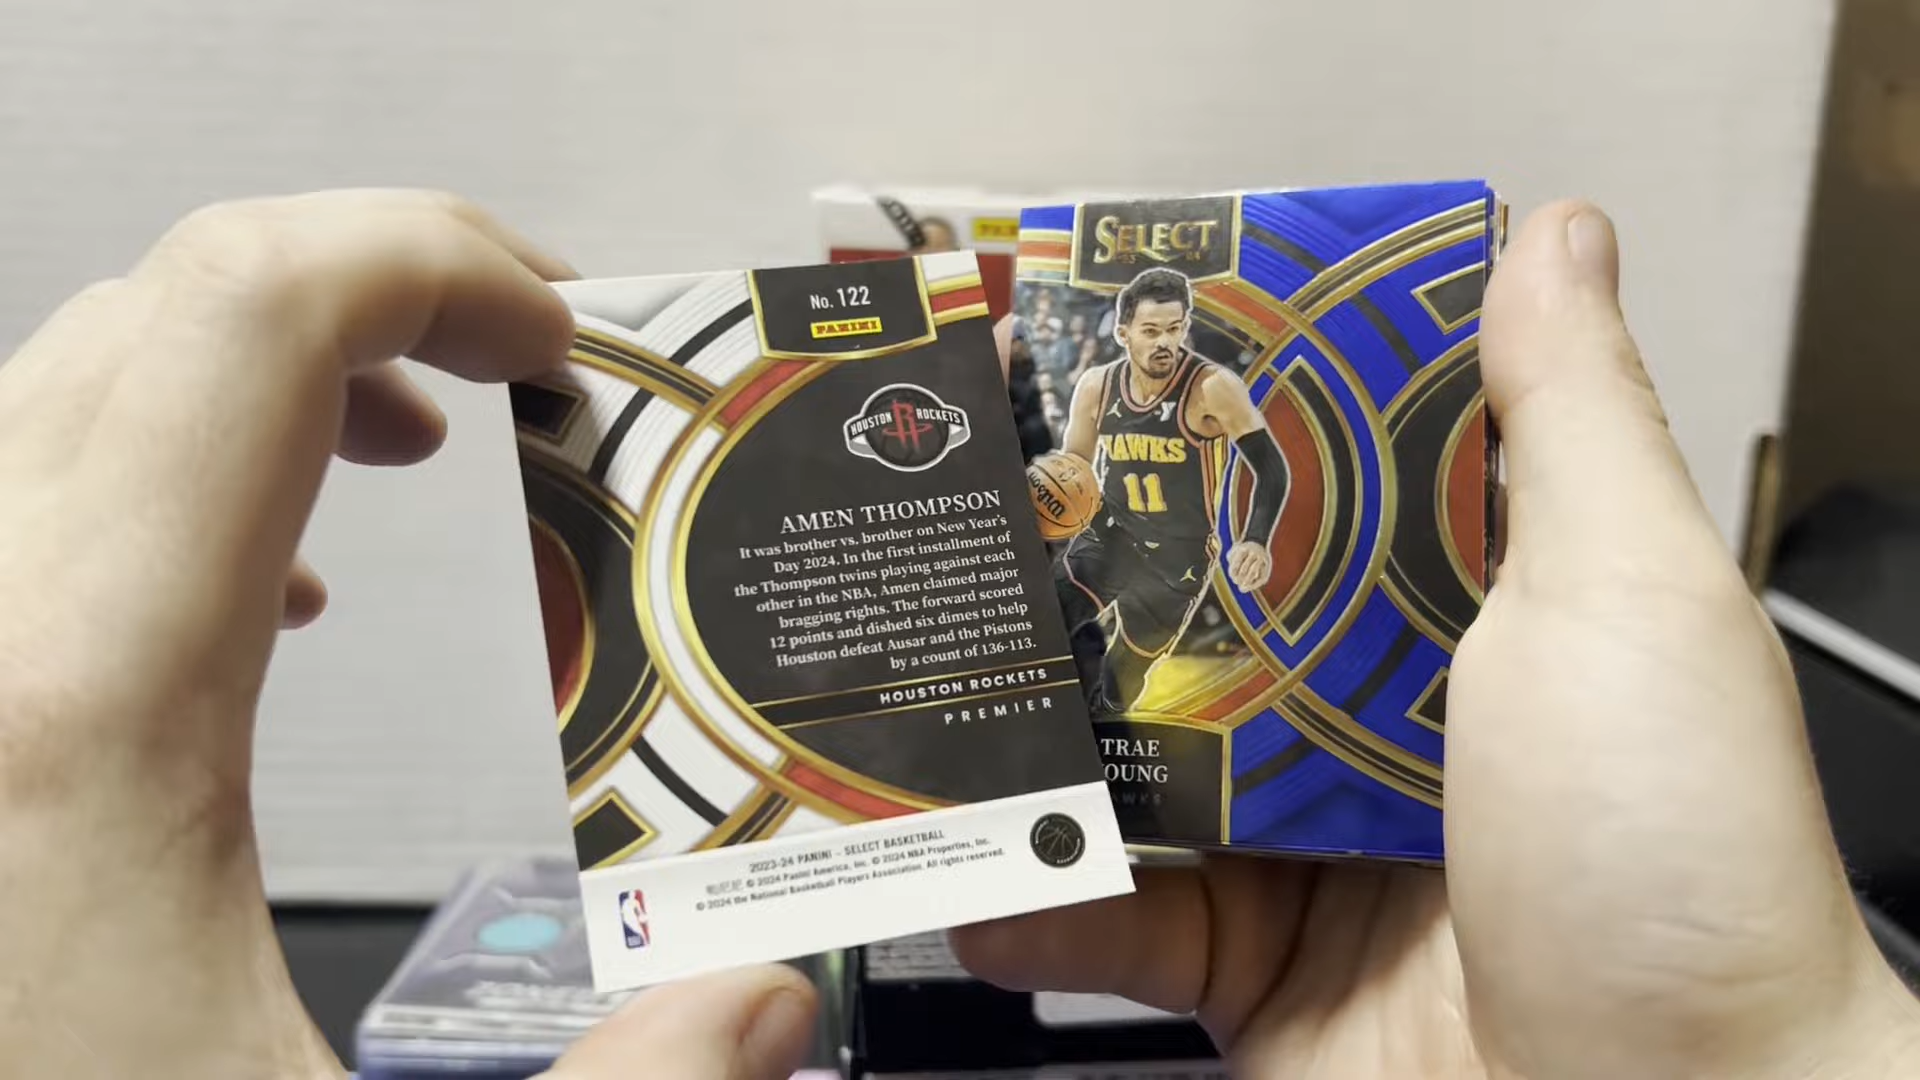 No. 122
PANINI
HOUSTON ROCKETS
AMEN THOMPSON
It was brother vs. brother on New Year's
Day 2024. In the first installment of
the Thompson twins playing against each
other in the NBA, Amen claimed major
bragging rights. The forward scored
12 points and dished six dimes to help
Houston defeat Ausar and the Pistons
by a count of 136-113.
HOUSTON ROCKETS
PREMIER
2023-24 PANINI – SELECT BASKETBALL
© 2024 Panini America, Inc. © 2024 NBA Properties, Inc.
© 2024 the National Basketball Players Association. All rights reserved.
SELECT
HAWKS
11
Wilson
TRAE
YOUNG